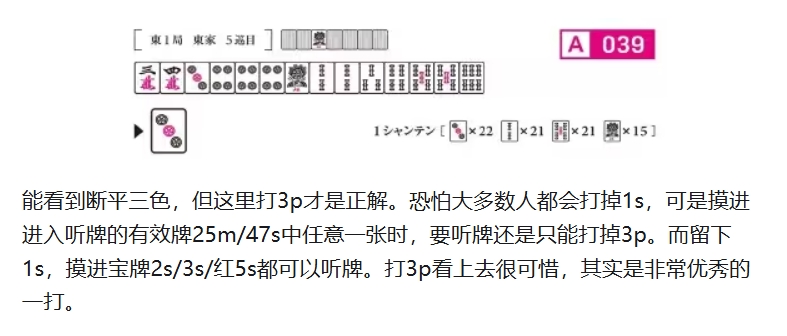 [ 東1局 東家 5巡目 ]
A 039
三萬 四萬
1シャンテン [ ×22 ×21 ×21 ×15 ]
能看到断平三色，但这里打3p才是正解。恐怕大多数人都会打掉1s，可是摸进
进入听牌的有效牌25m/47s中任意一张时，要听牌还是只能打掉3p。而留下
1s，摸进宝牌2s/3s/红5s都可以听牌。打3p看上去很可惜，其实是非常优秀的
一打。